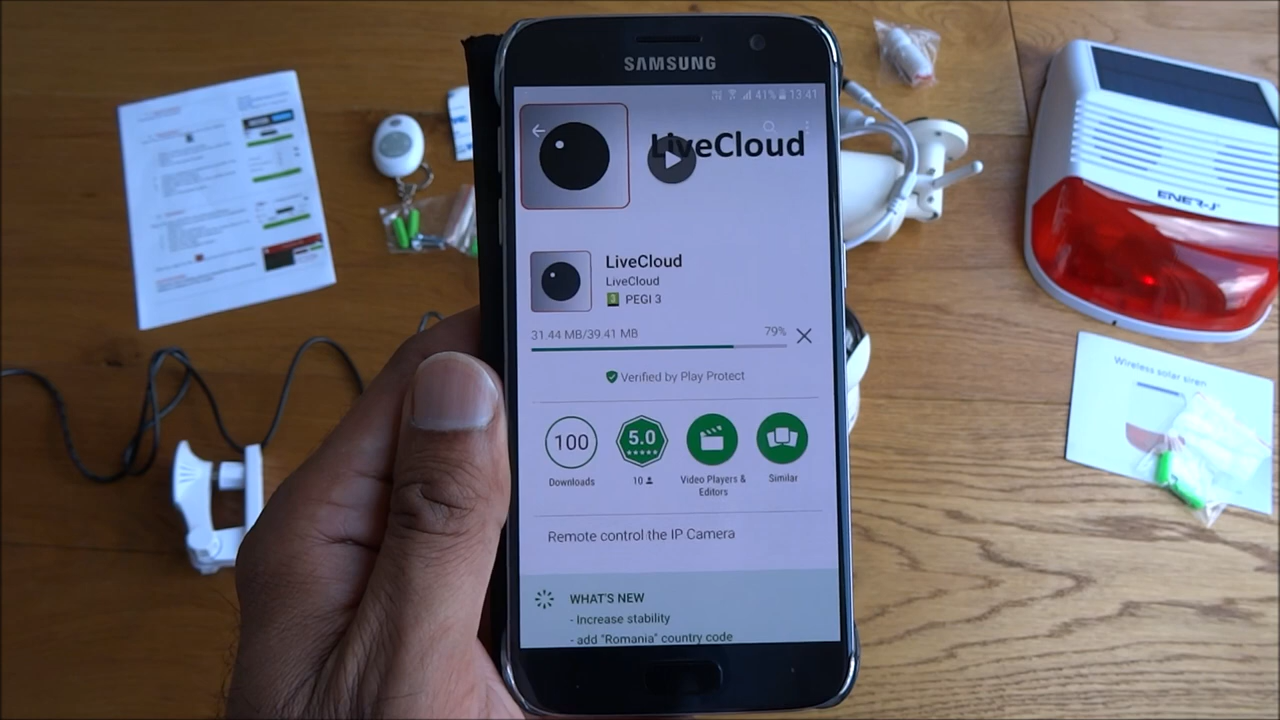 SAMSUNG
41% 13:41
LiveCloud
LiveCloud
LiveCloud
3 PEGI 3
31.44 MB/39.41 MB 79%
Verified by Play Protect
100
5.0
Downloads
10
Video Players &
Editors
Similar
Remote control the IP Camera
WHAT'S NEW
- Increase stability
- add "Romania" country code
ENER-J
Wireless solar siren